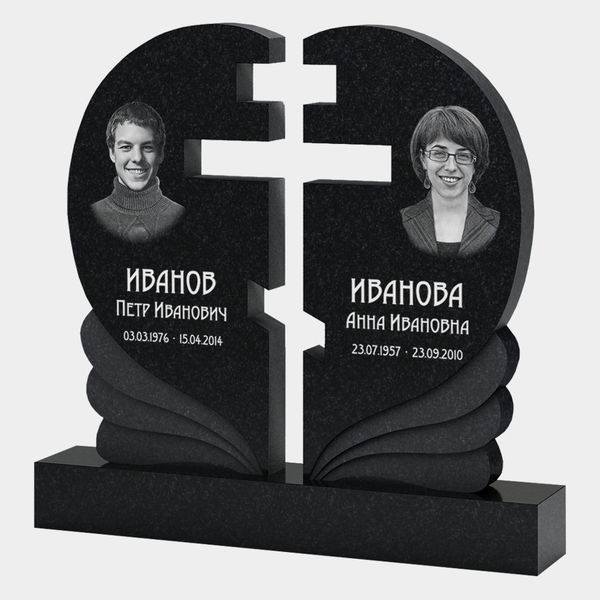 ИВАНОВ
Петр Иванович
03.03.1976 · 15.04.2014
ИВАНОВА
Анна Ивановна
23.07.1957 · 23.09.2010